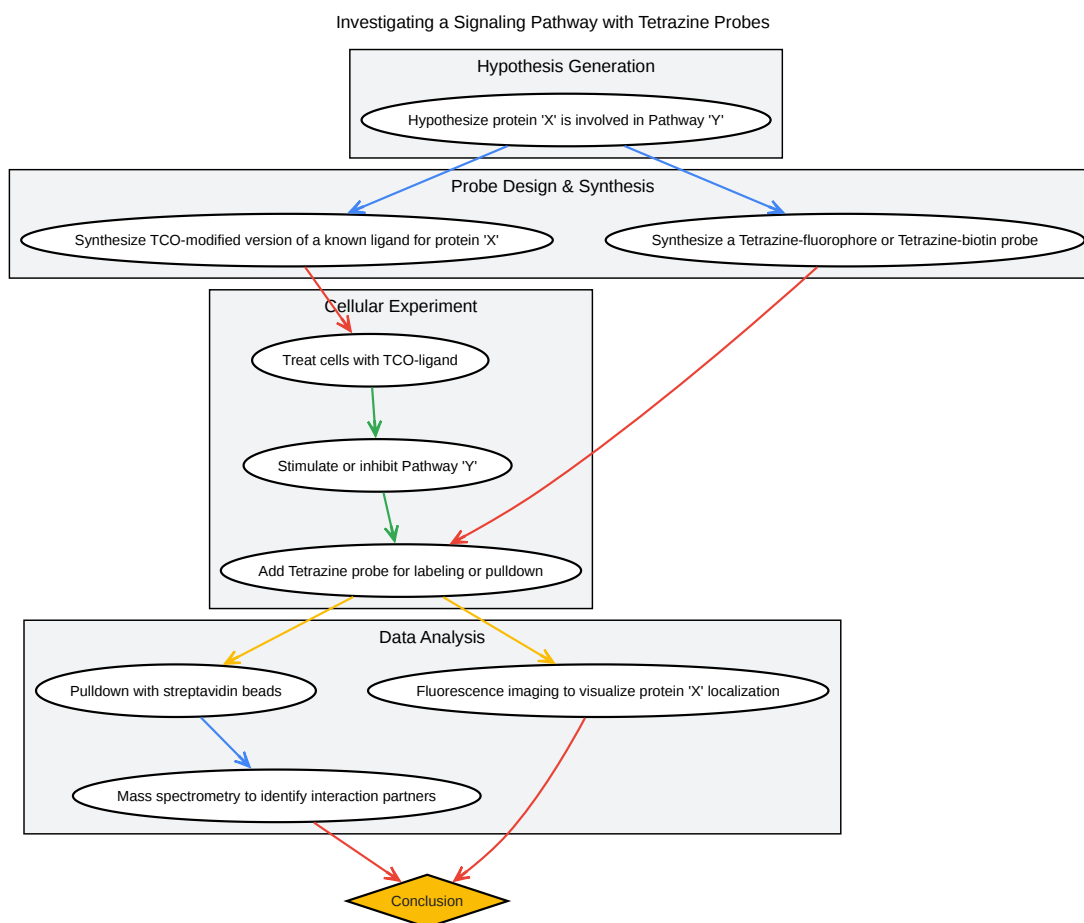 Investigating a Signaling Pathway with Tetrazine Probes
Hypothesis Generation
Hypothesize protein 'X' is involved in Pathway 'Y'
Probe Design & Synthesis
Synthesize TCO-modified version of a known ligand for protein 'X'
Synthesize a Tetrazine-fluorophore or Tetrazine-biotin probe
Cellular Experiment
Treat cells with TCO-ligand
Stimulate or inhibit Pathway 'Y'
Add Tetrazine probe for labeling or pulldown
Data Analysis
Pulldown with streptavidin beads
Fluorescence imaging to visualize protein 'X' localization
Mass spectrometry to identify interaction partners
Conclusion